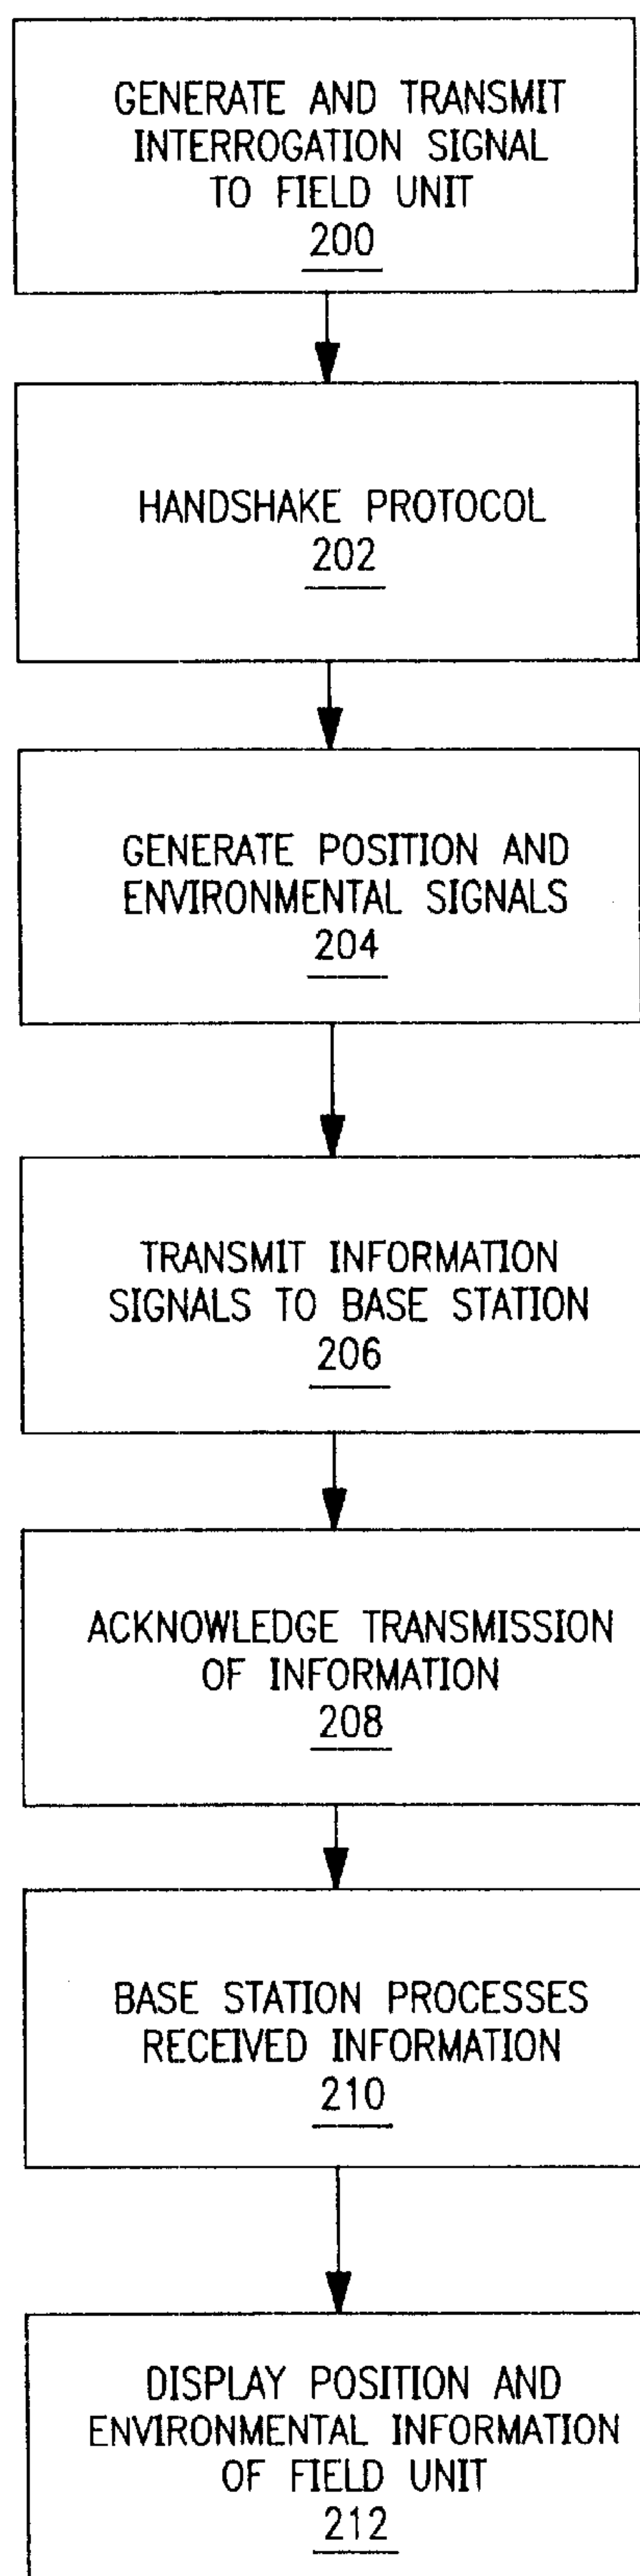 GENERATE AND TRANSMIT
INTERROGATION SIGNAL
TO FIELD UNIT
200
HANDSHAKE PROTOCOL
202
GENERATE POSITION AND
ENVIRONMENTAL SIGNALS
204
TRANSMIT INFORMATION
SIGNALS TO BASE STATION
206
ACKNOWLEDGE TRANSMISSION
OF INFORMATION
208
BASE STATION PROCESSES
RECEIVED INFORMATION
210
DISPLAY POSITION AND
ENVIRONMENTAL INFORMATION
OF FIELD UNIT
212